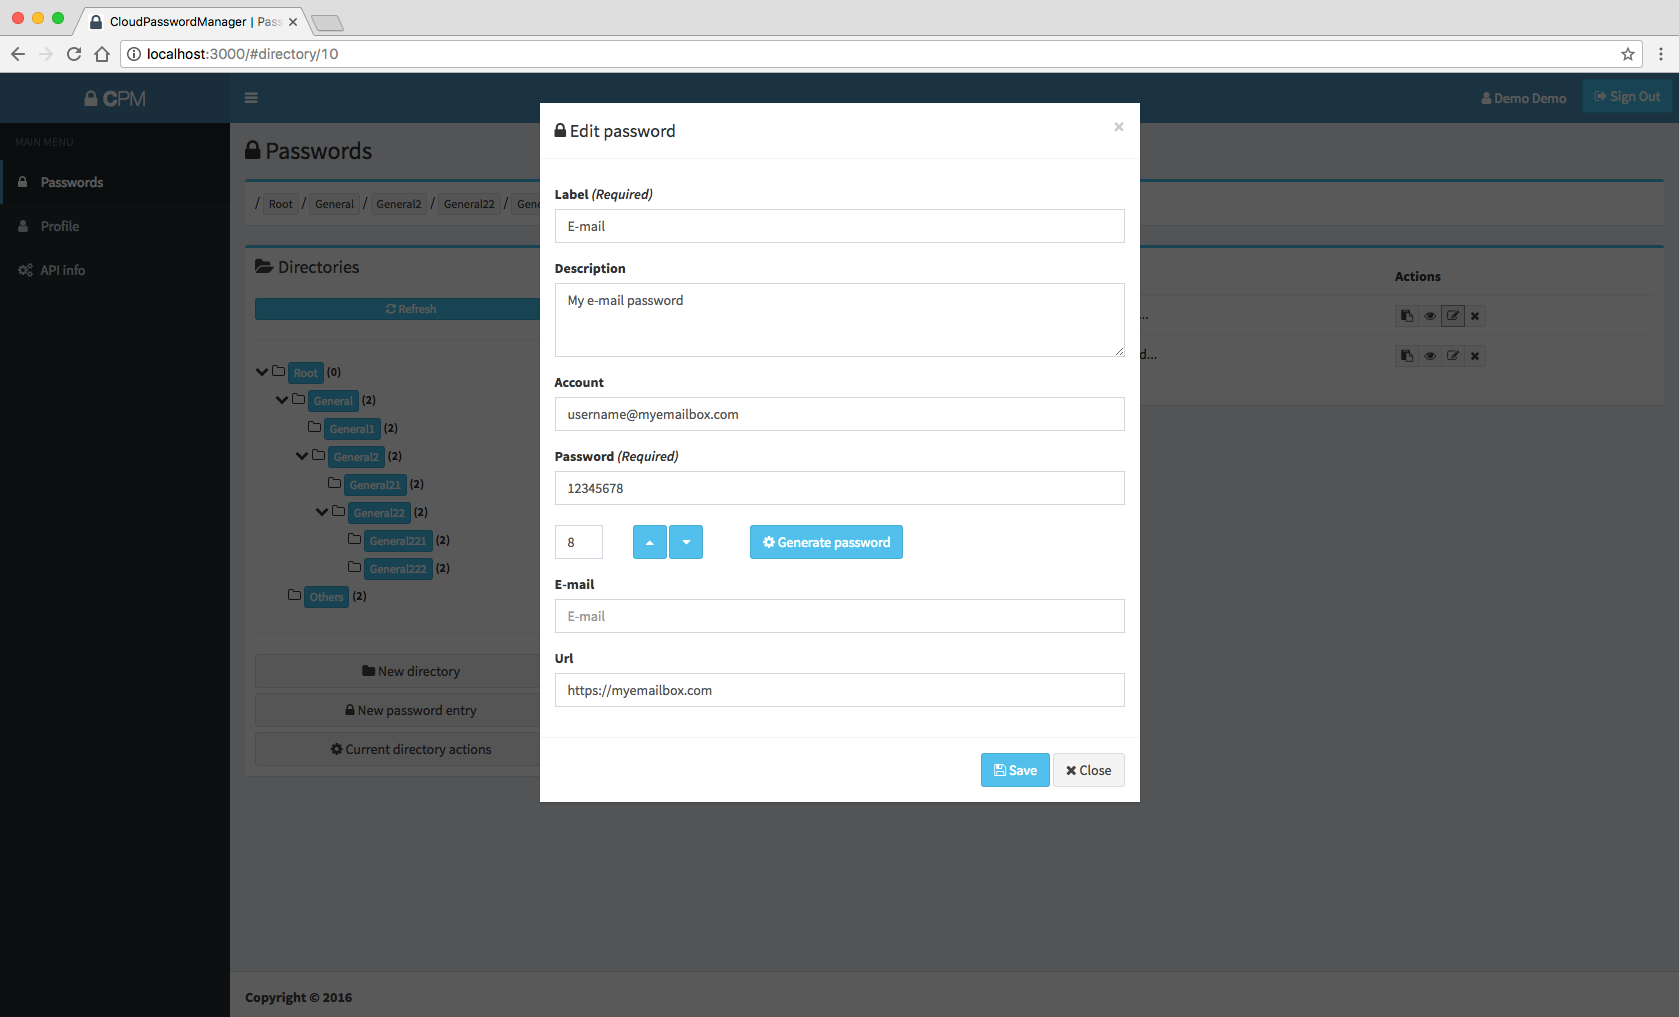 CloudPasswordManager | Pass
localhost:3000/#directory/10
CPM
Demo Demo
Sign Out
MAIN MENU
Passwords
Profile
API info
Passwords
/ Root / General / General2 / General22 / Gene
Directories
Refresh
Root (0)
General (2)
General1 (2)
General2 (2)
General21 (2)
General22 (2)
General221 (2)
General222 (2)
Others (2)
New directory
New password entry
Current directory actions
Actions
...
d...
Edit password ×
Label (Required)
E-mail
Description
My e-mail password
Account
username@myemailbox.com
Password (Required)
12345678
8
Generate password
E-mail
E-mail
Url
https://myemailbox.com
Save
Close
Copyright © 2016